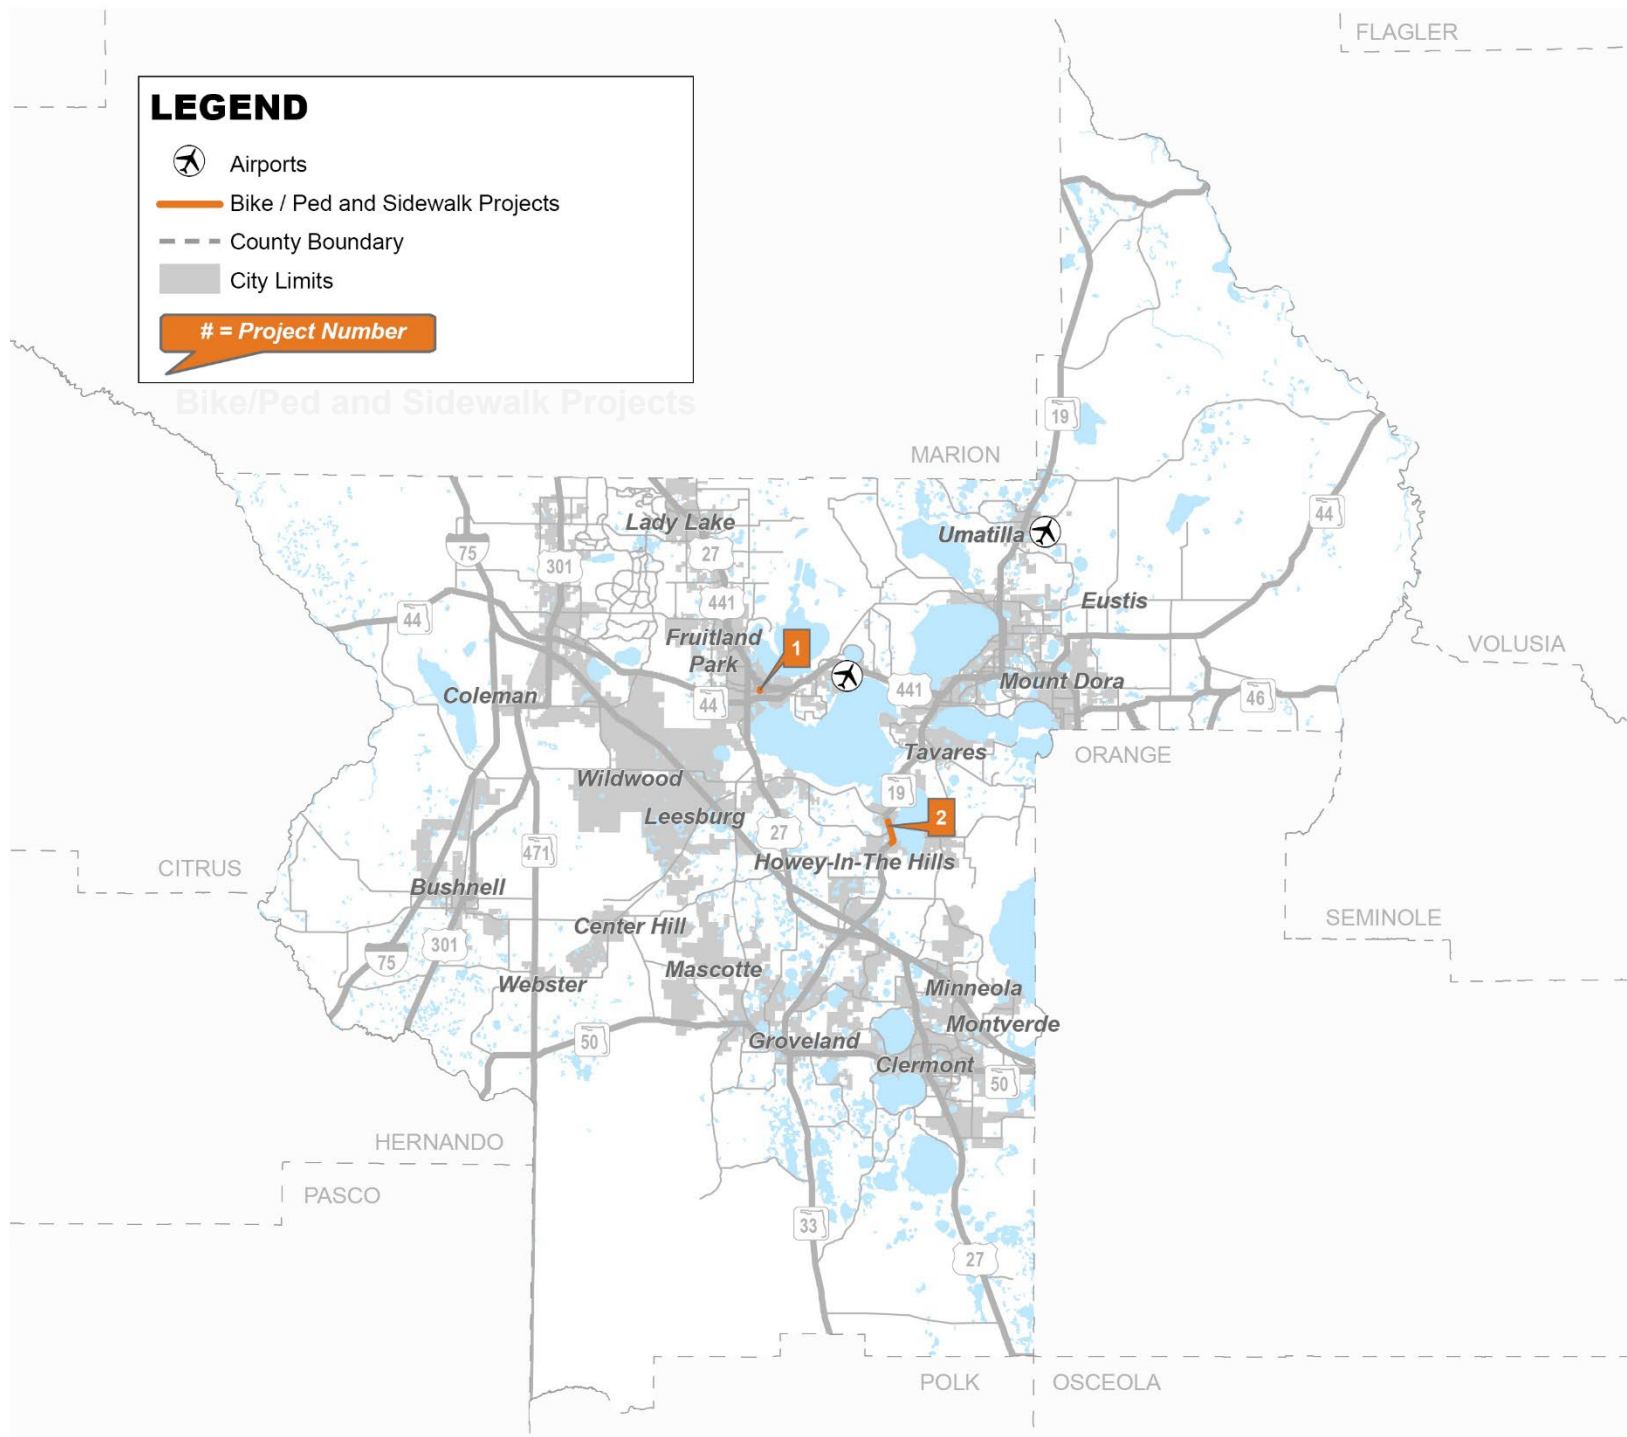 FLAGLER
LEGEND
Airports
Bike / Ped and Sidewalk Projects
County Boundary
City Limits
# = Project Number
Bike/Ped and Sidewalk Projects
19
MARION
44
Lady Lake
Umatilla
75
27
301
441
Eustis
44
Fruitland
Park
1
VOLUSIA
Coleman
44
441
Mount Dora
46
Tavares
ORANGE
Wildwood
19
Leesburg
2
27
471
Howey-In-The Hills
CITRUS
Bushnell
SEMINOLE
Center Hill
301
75
Mascotte
Webster
Minneola
Montverde
50
Groveland
Clermont
50
HERNANDO
PASCO
33
27
POLK
OSCEOLA